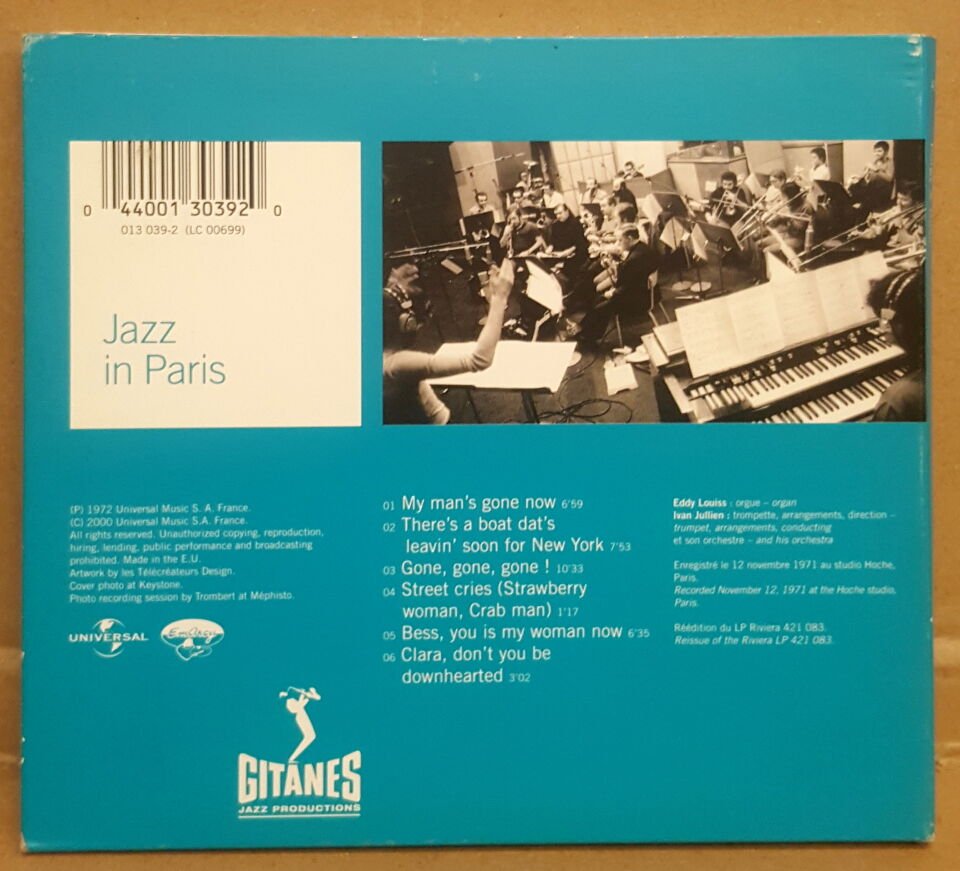 0 44001 30392 0
013 039-2 (LC 00699)
Jazz
in Paris
(P) 1972 Universal Music S. A. France.
(C) 2000 Universal Music S.A. France.
All rights reserved. Unauthorized copying, reproduction,
hiring, lending, public performance and broadcasting
prohibited. Made in the E.U.
Artwork by les Télécréateurs Design.
Cover photo at Keystone.
Photo recording session by Trombert at Méphisto.
UNIVERSAL
EmArcy
GITANES
JAZZ PRODUCTIONS
01 My man's gone now 6'59
02 There's a boat dat's
leavin' soon for New York 7'53
03 Gone, gone, gone ! 10'33
04 Street cries (Strawberry
woman, Crab man) 1'17
05 Bess, you is my woman now 6'35
06 Clara, don't you be
downhearted 3'02
Eddy Louiss : orgue – organ
Ivan Jullien : trompette, arrangements, direction –
trumpet, arrangements, conducting
et son orchestre – and his orchestra
Enregistré le 12 novembre 1971 au studio Hoche,
Paris.
Recorded November 12, 1971 at the Hoche studio,
Paris.
Réédition du LP Riviera 421 083.
Reissue of the Riviera LP 421 083.